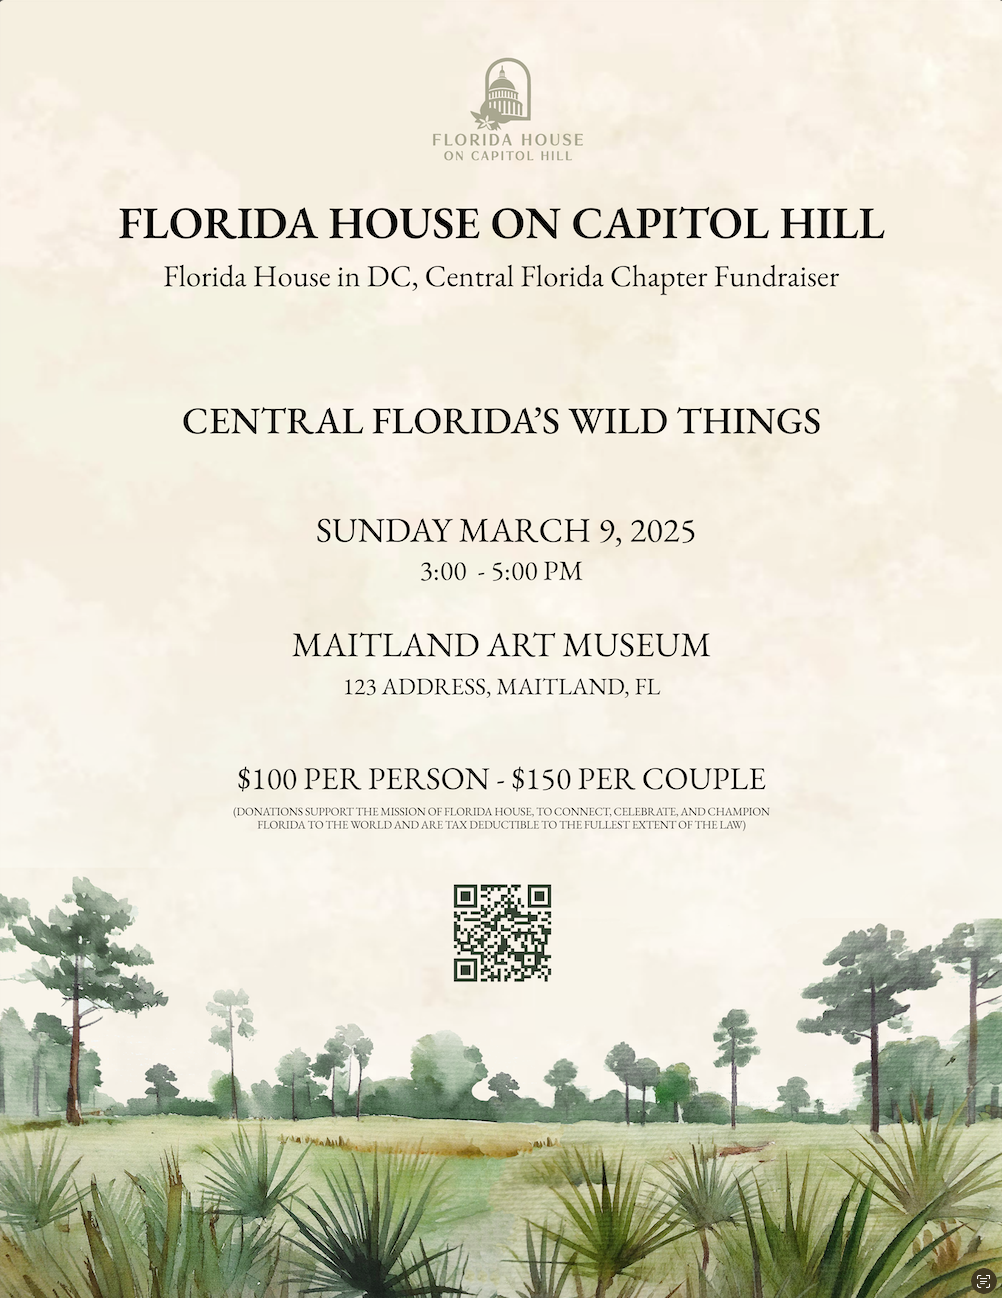 FLORIDA HOUSE
ON CAPITOL HILL
FLORIDA HOUSE ON CAPITOL HILL
Florida House in DC, Central Florida Chapter Fundraiser
CENTRAL FLORIDA’S WILD THINGS
SUNDAY MARCH 9, 2025
3:00 - 5:00 PM
MAITLAND ART MUSEUM
123 ADDRESS, MAITLAND, FL
$100 PER PERSON - $150 PER COUPLE
(DONATIONS SUPPORT THE MISSION OF FLORIDA HOUSE, TO CONNECT, CELEBRATE, AND CHAMPION
FLORIDA TO THE WORLD AND ARE TAX DEDUCTIBLE TO THE FULLEST EXTENT OF THE LAW)